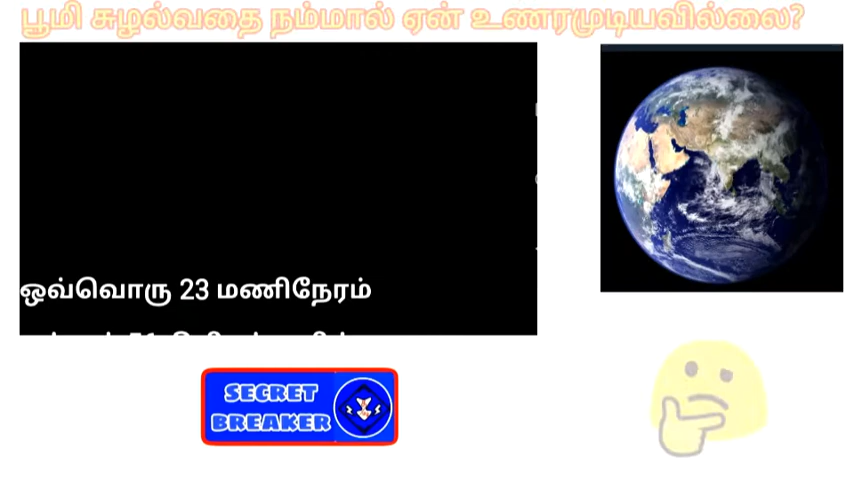 பூமி சுழல்வதை நம்மால் ஏன் உணரமுடியவில்லை?
ஒவ்வொரு 23 மணிநேரம்
SECRET
BREAKER